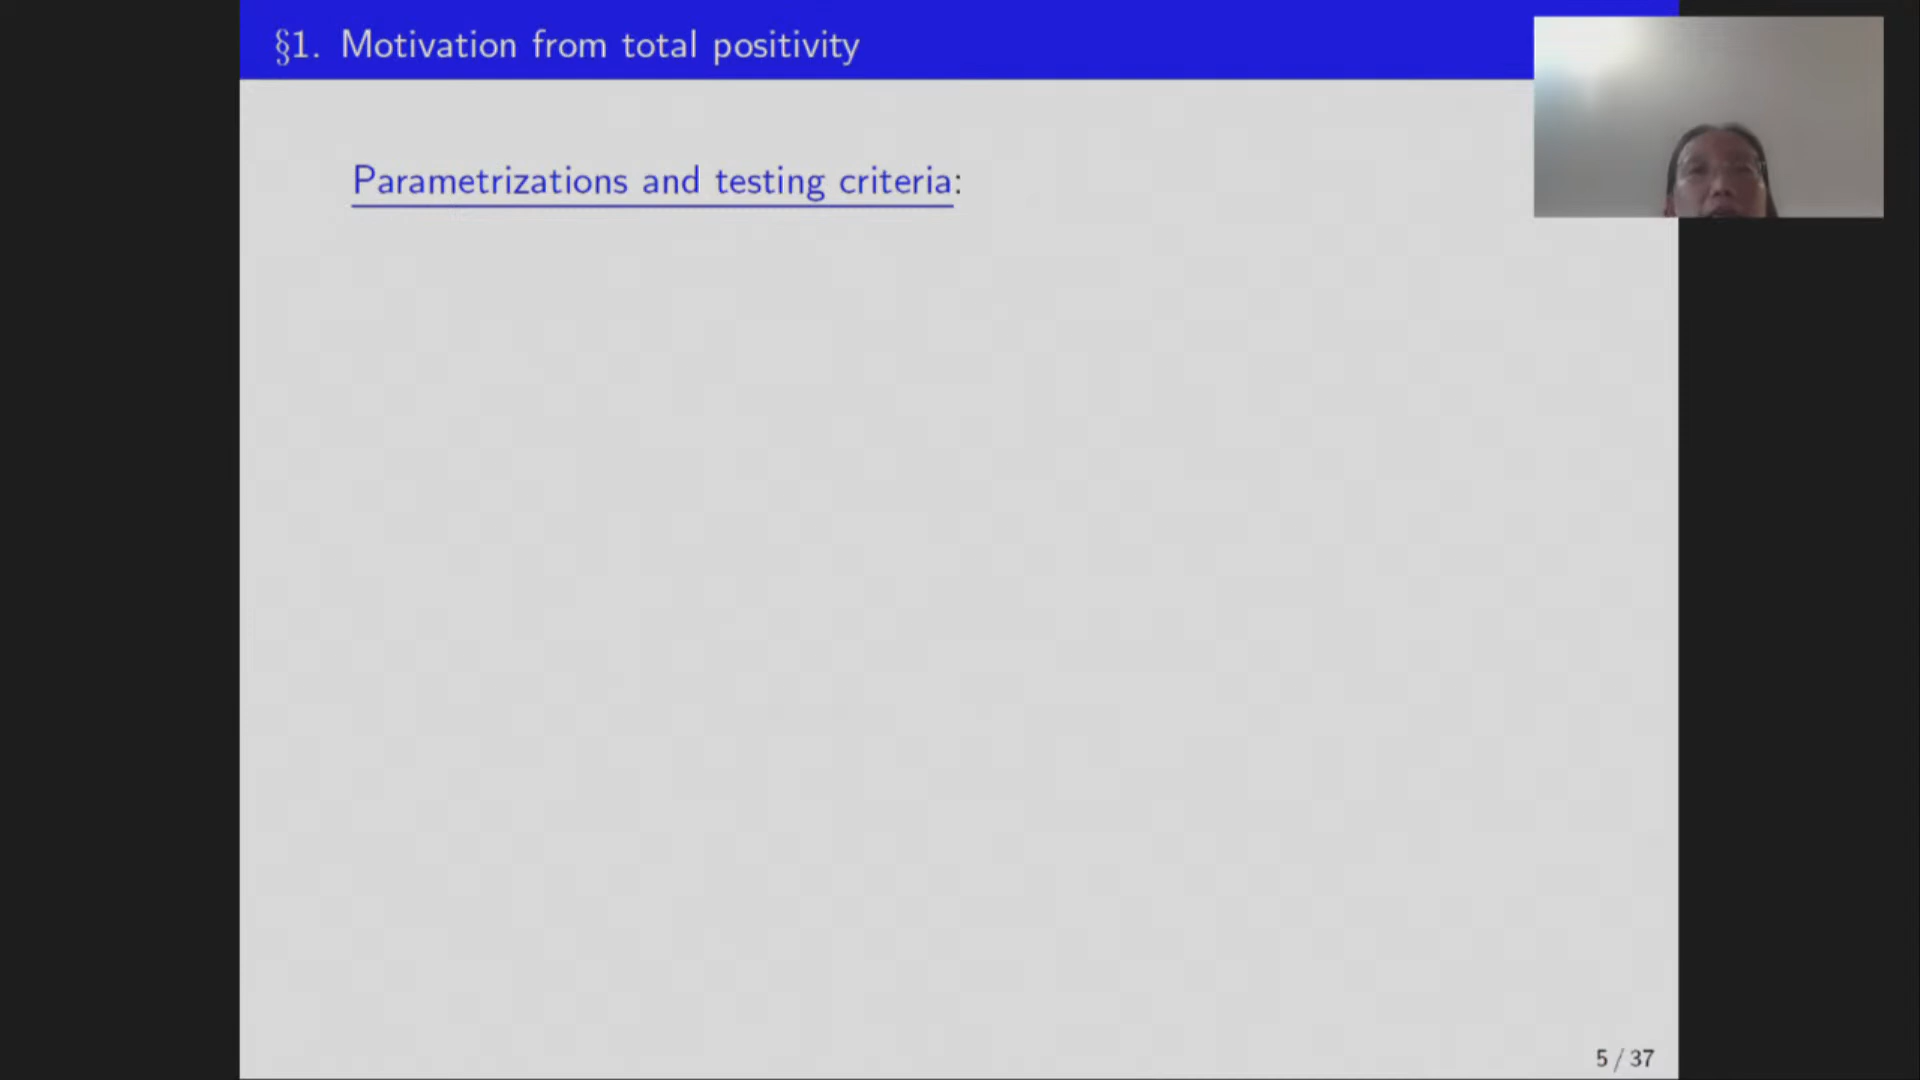 §1. Motivation from total positivity
Parametrizations and testing criteria:
5 / 37